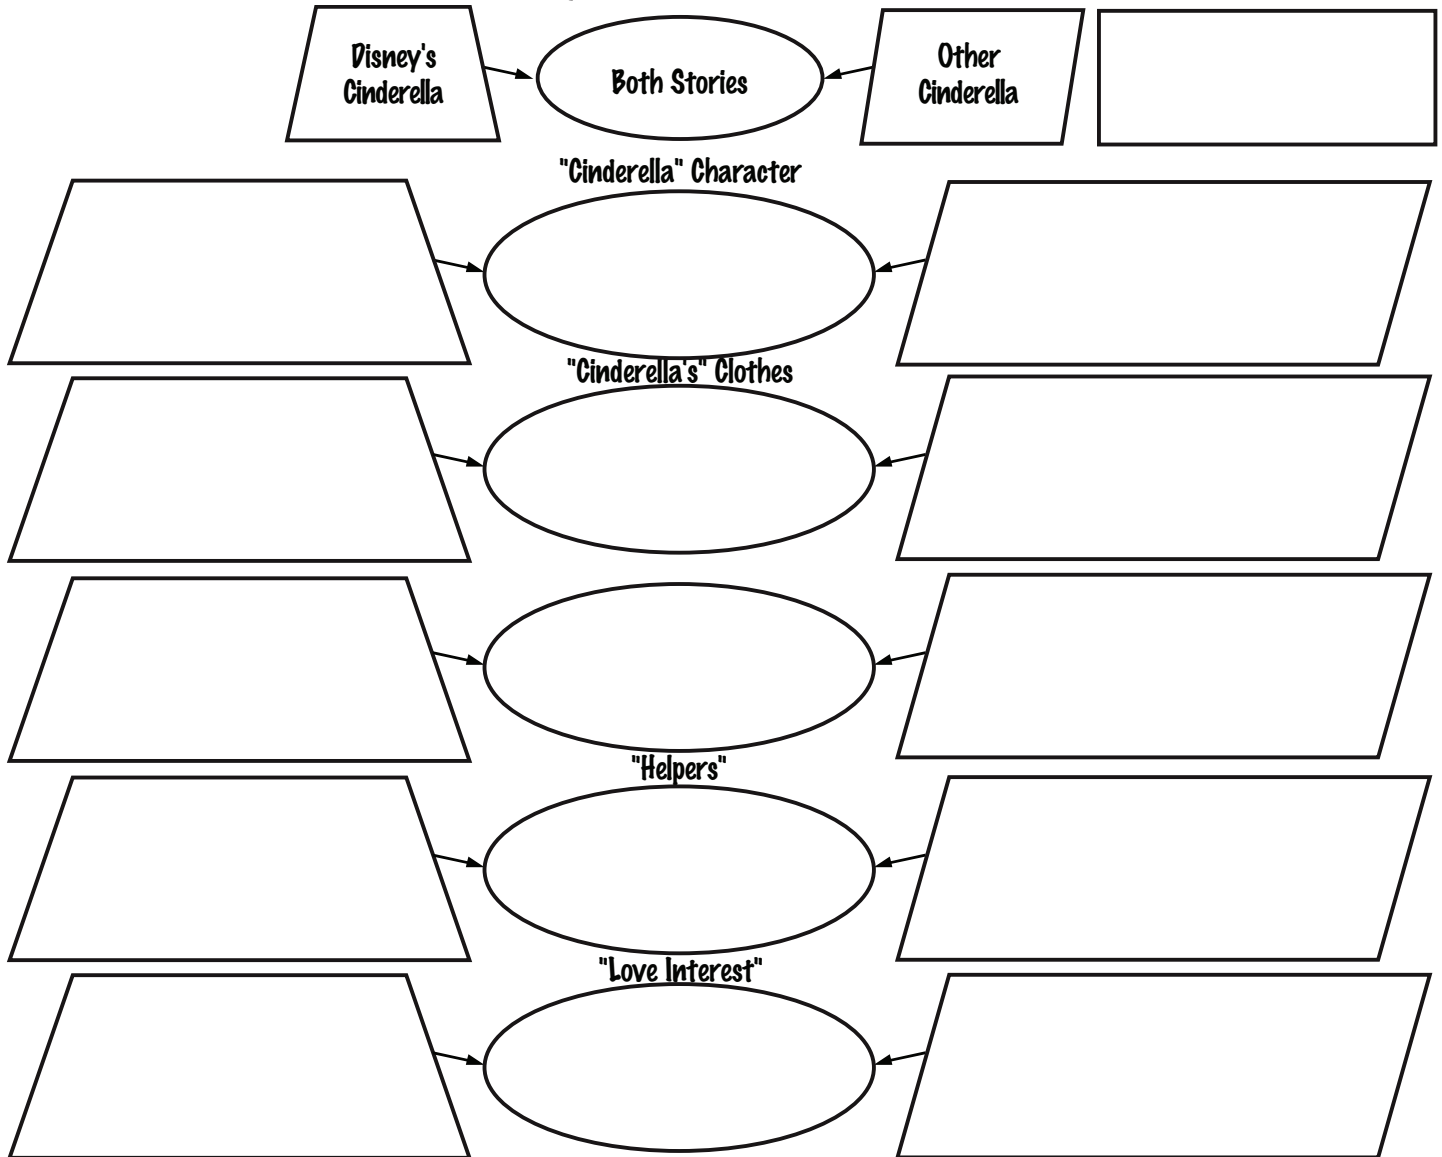 Disney's
Cinderella
Both Stories
Other
Cinderella
"Cinderella" Character
"Cinderella's" Clothes
"Helpers"
"Love Interest"